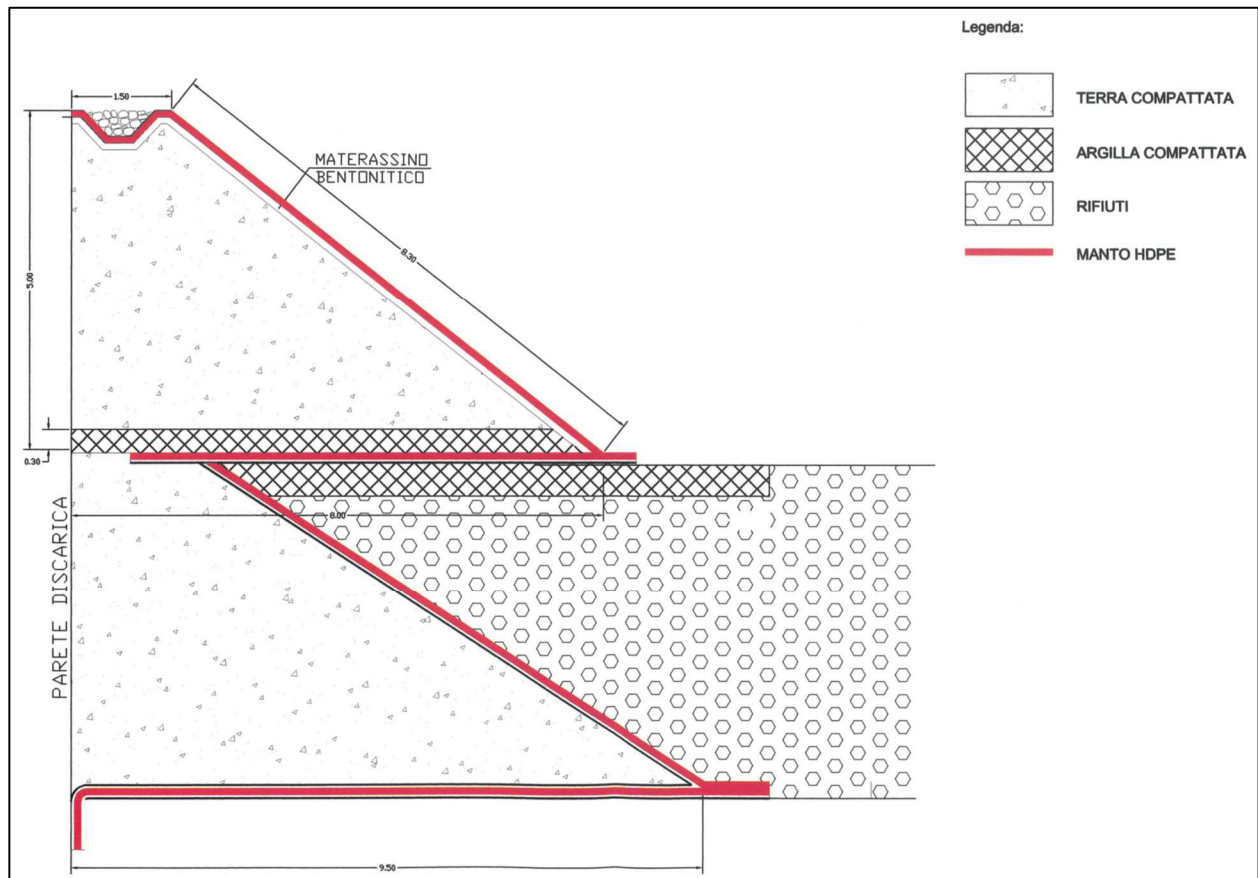 Legenda:
TERRA COMPATTATA
ARGILLA COMPATTATA
RIFIUTI
MANTO HDPE
1.50
MATERASSINO
BENTONITICO
8.30
5.00
0.30
8.00
PARETE DISCARICA
9.50